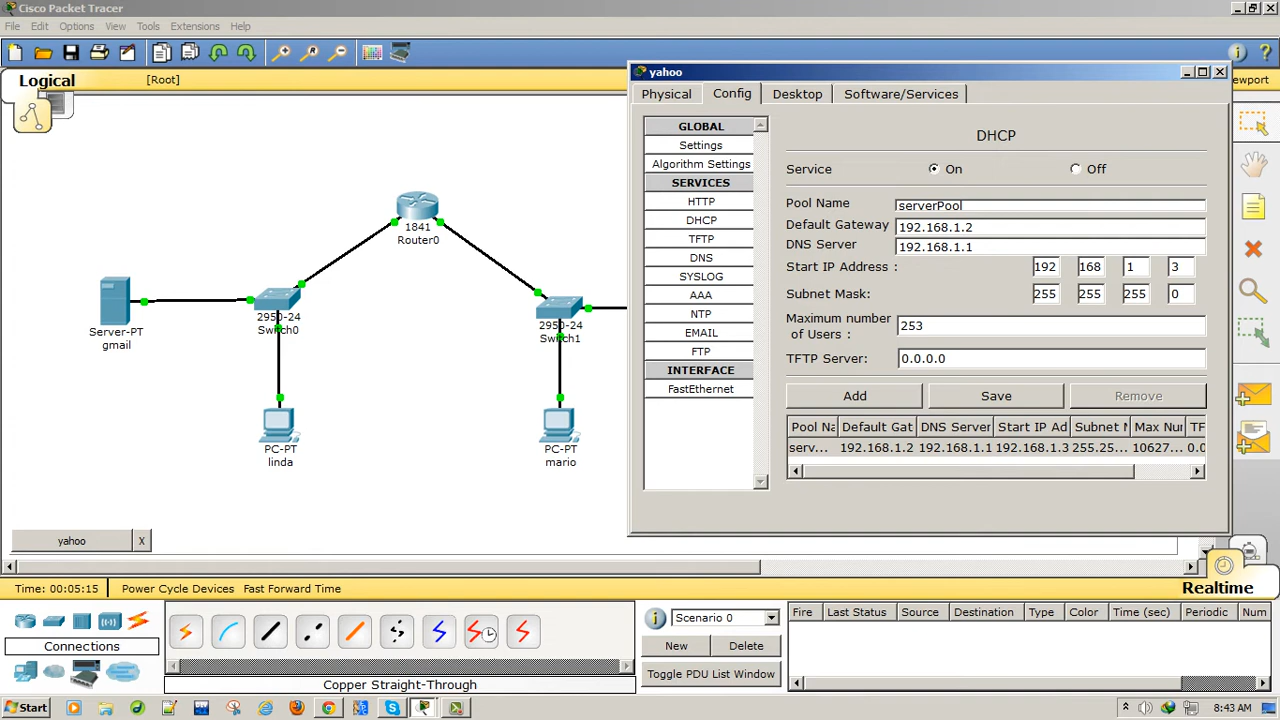 Cisco Packet Tracer
File Edit Options View Tools Extensions Help
Logical
[Root]
ewport
1841
Router0
Server-PT
gmail
2950-24
Switch0
2950-24
Switch1
PC-PT
linda
PC-PT
mario
yahoo
Physical Config Desktop Software/Services
GLOBAL
Settings
Algorithm Settings
SERVICES
HTTP
DHCP
TFTP
DNS
SYSLOG
AAA
NTP
EMAIL
FTP
INTERFACE
FastEthernet
DHCP
Service On Off
Pool Name serverPool
Default Gateway 192.168.1.2
DNS Server 192.168.1.1
Start IP Address : 192 168 1 3
Subnet Mask: 255 255 255 0
Maximum number
of Users : 253
TFTP Server: 0.0.0.0
Add Save Remove
Pool Na Default Gat DNS Server Start IP Ad Subnet M Max Nur TF
serv... 192.168.1.2 192.168.1.1 192.168.1.3 255.25... 10627... 0.0
yahoo X
Time: 00:05:15 Power Cycle Devices Fast Forward Time
Realtime
Connections
Copper Straight-Through
Scenario 0
New Delete
Toggle PDU List Window
Fire Last Status Source Destination Type Color Time (sec) Periodic Num
Start
8:43 AM